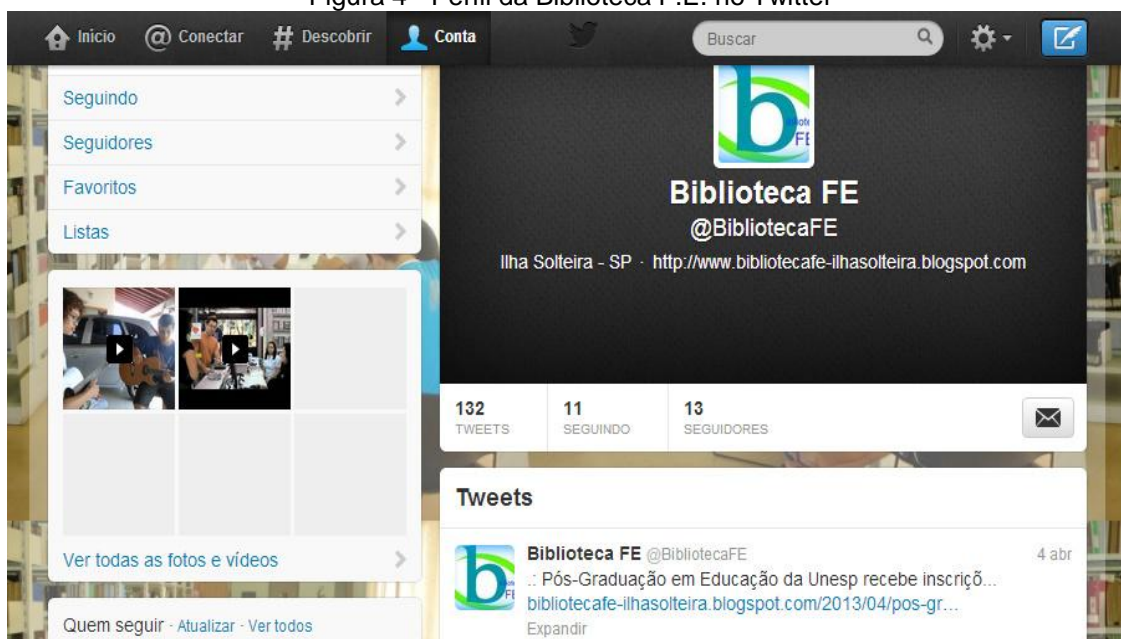 Figura 4 - Perfil da Biblioteca F.E. no Twitter
Início @ Conectar # Descobrir Conta Buscar
Seguindo
Seguidores
Favoritos
Listas
Ver todas as fotos e vídeos
Quem seguir · Atualizar · Ver todos
b
FE
Biblioteca FE
@BibliotecaFE
Ilha Solteira - SP · http://www.bibliotecafe-ilhasolteira.blogspot.com
132 11 13
TWEETS SEGUINDO SEGUIDORES
Tweets
Biblioteca FE @BibliotecaFE 4 abr
.: Pós-Graduação em Educação da Unesp recebe inscriçõ...
bibliotecafe-ilhasolteira.blogspot.com/2013/04/pos-gr...
Expandir